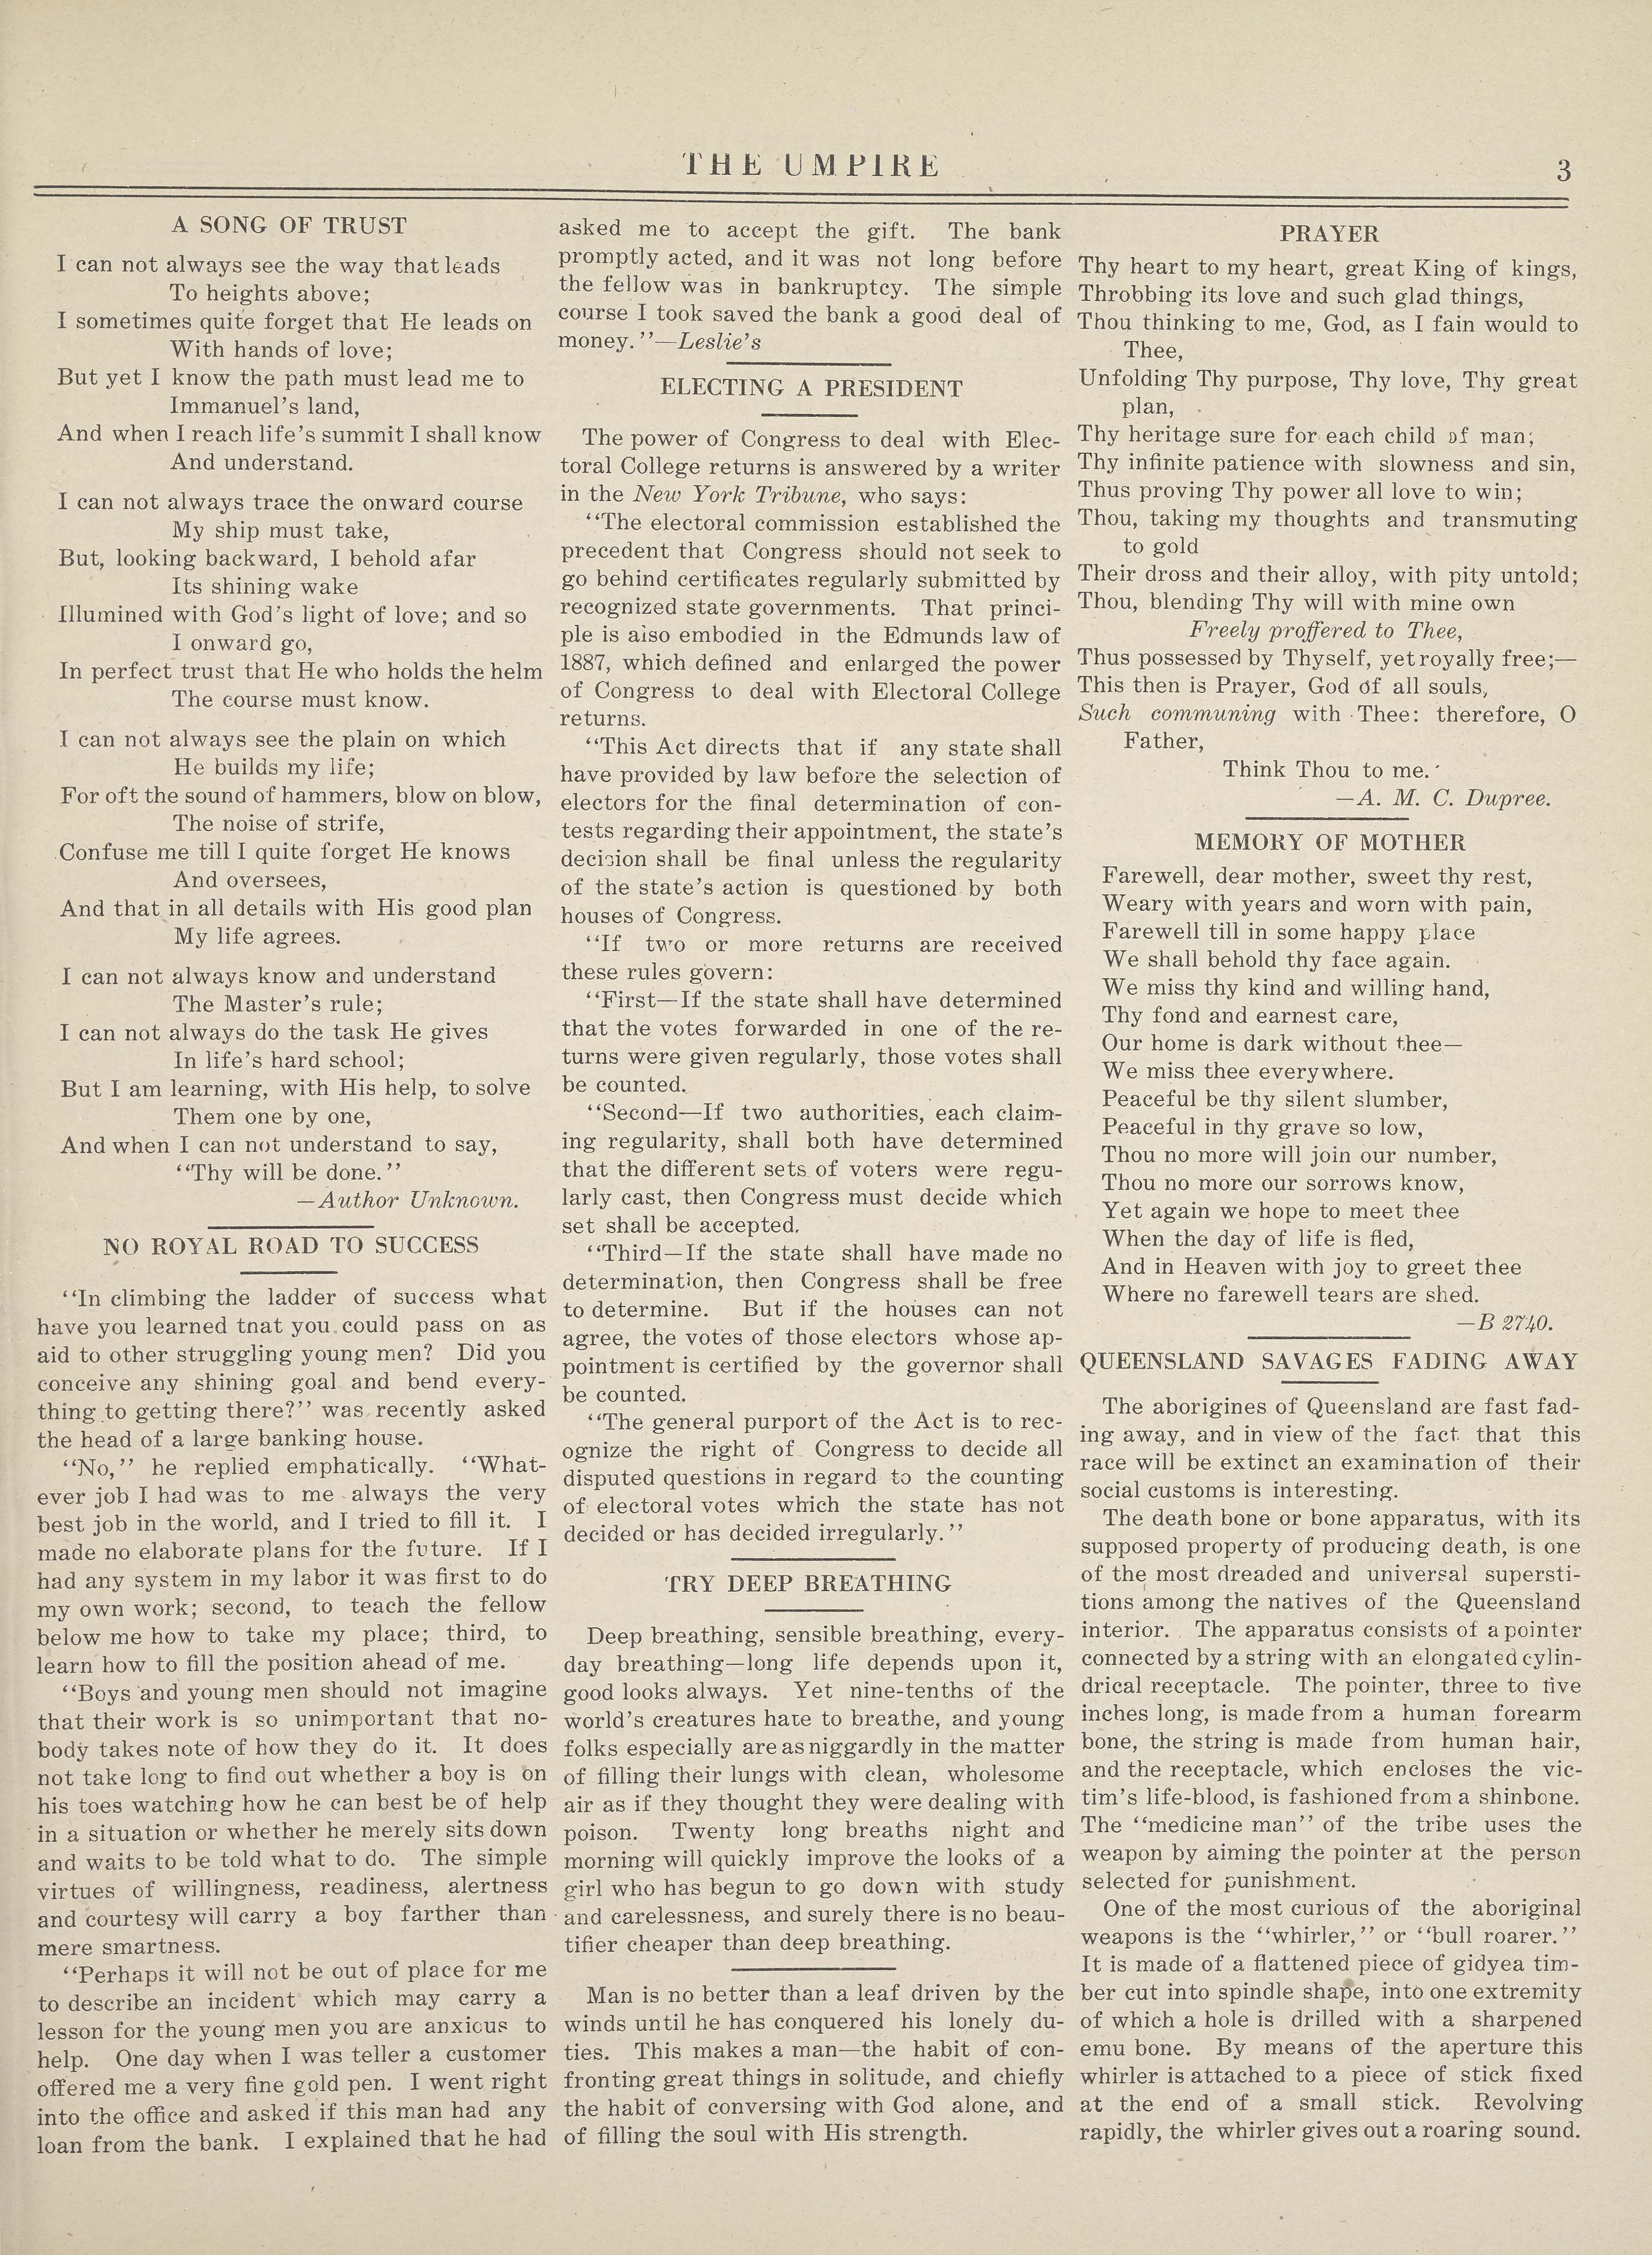 THE UMPIRE
3
A SONG OF TRUST
I can not always see the way that leads
To heights above;
I sometimes quite forget that He leads on
With hands of love;
But yet I know the path must lead me to
Immanuel's land,
And when I reach life's summit I shall know
And understand.
I can not always trace the onward course
My ship must take,
But, looking backward, I behold afar
Its shining wake
Illumined with God's light of love; and so
I onward go,
In perfect trust that He who holds the helm
The course must know.
I can not always see the plain on which
He builds my life;
For oft the sound of hammers, blow on blow,
The noise of strife,
Confuse me till I quite forget He knows
And oversees,
And that in all details with His good plan
My life agrees.
I can not always know and understand
The Master's rule;
I can not always do the task He gives
In life's hard school;
But I am learning, with His help, to solve
Them one by one,
And when I can not understand to say,
"Thy will be done."
—Author Unknown.
NO ROYAL ROAD TO SUCCESS
"In climbing the ladder of success what
have you learned tnat you could pass on as
aid to other struggling young men? Did you
conceive any shining goal and bend every-
thing to getting there?" was recently asked
the head of a large banking house.
"No," he replied emphatically. "What-
ever job I had was to me always the very
best job in the world, and I tried to fill it. I
made no elaborate plans for the future. If I
had any system in my labor it was first to do
my own work; second, to teach the fellow
below me how to take my place; third, to
learn how to fill the position ahead of me.
"Boys and young men should not imagine
that their work is so unimportant that no-
body takes note of how they do it. It does
not take long to find out whether a boy is on
his toes watching how he can best be of help
in a situation or whether he merely sits down
and waits to be told what to do. The simple
virtues of willingness, readiness, alertness
and courtesy will carry a boy farther than
mere smartness.
"Perhaps it will not be out of place for me
to describe an incident which may carry a
lesson for the young men you are anxious to
help. One day when I was teller a customer
offered me a very fine gold pen. I went right
into the office and asked if this man had any
loan from the bank. I explained that he had
asked me to accept the gift. The bank
promptly acted, and it was not long before
the fellow was in bankruptcy. The simple
course I took saved the bank a good deal of
money."—Leslie's
ELECTING A PRESIDENT
The power of Congress to deal with Elec-
toral College returns is answered by a writer
in the New York Tribune, who says:
"The electoral commission established the
precedent that Congress should not seek to
go behind certificates regularly submitted by
recognized state governments. That princi-
ple is also embodied in the Edmunds law of
1887, which defined and enlarged the power
of Congress to deal with Electoral College
returns.
"This Act directs that if any state shall
have provided by law before the selection of
electors for the final determination of con-
tests regarding their appointment, the state's
decision shall be final unless the regularity
of the state's action is questioned by both
houses of Congress.
"If two or more returns are received
these rules govern:
"First—If the state shall have determined
that the votes forwarded in one of the re-
turns were given regularly, those votes shall
be counted.
"Second—If two authorities, each claim-
ing regularity, shall both have determined
that the different sets of voters were regu-
larly cast, then Congress must decide which
set shall be accepted.
"Third—If the state shall have made no
determination, then Congress shall be free
to determine. But if the houses can not
agree, the votes of those electors whose ap-
pointment is certified by the governor shall
be counted.
"The general purport of the Act is to rec-
ognize the right of Congress to decide all
disputed questions in regard to the counting
of electoral votes which the state has not
decided or has decided irregularly."
TRY DEEP BREATHING
Deep breathing, sensible breathing, every-
day breathing—long life depends upon it,
good looks always. Yet nine-tenths of the
world's creatures hate to breathe, and young
folks especially are as niggardly in the matter
of filling their lungs with clean, wholesome
air as if they thought they were dealing with
poison. Twenty long breaths night and
morning will quickly improve the looks of a
girl who has begun to go down with study
and carelessness, and surely there is no beau-
tifier cheaper than deep breathing.
Man is no better than a leaf driven by the
winds until he has conquered his lonely du-
ties. This makes a man—the habit of con-
fronting great things in solitude, and chiefly
the habit of conversing with God alone, and
of filling the soul with His strength.
PRAYER
Thy heart to my heart, great King of kings,
Throbbing its love and such glad things,
Thou thinking to me, God, as I fain would to
Thee,
Unfolding Thy purpose, Thy love, Thy great
plan,
Thy heritage sure for each child of man;
Thy infinite patience with slowness and sin,
Thus proving Thy power all love to win;
Thou, taking my thoughts and transmuting
to gold
Their dross and their alloy, with pity untold;
Thou, blending Thy will with mine own
Freely proffered to Thee,
Thus possessed by Thyself, yet royally free;—
This then is Prayer, God of all souls,
Such communing with Thee: therefore, O
Father,
Think Thou to me.
—A. M. C. Dupree.
MEMORY OF MOTHER
Farewell, dear mother, sweet thy rest,
Weary with years and worn with pain,
Farewell till in some happy place
We shall behold thy face again.
We miss thy kind and willing hand,
Thy fond and earnest care,
Our home is dark without thee—
We miss thee everywhere.
Peaceful be thy silent slumber,
Peaceful in thy grave so low,
Thou no more will join our number,
Thou no more our sorrows know,
Yet again we hope to meet thee
When the day of life is fled,
And in Heaven with joy to greet thee
Where no farewell tears are shed.
—B 2740.
QUEENSLAND SAVAGES FADING AWAY
The aborigines of Queensland are fast fad-
ing away, and in view of the fact that this
race will be extinct an examination of their
social customs is interesting.
The death bone or bone apparatus, with its
supposed property of producing death, is one
of the most dreaded and universal supersti-
tions among the natives of the Queensland
interior. The apparatus consists of a pointer
connected by a string with an elongated cylin-
drical receptacle. The pointer, three to five
inches long, is made from a human forearm
bone, the string is made from human hair,
and the receptacle, which encloses the vic-
tim's life-blood, is fashioned from a shinbone.
The "medicine man" of the tribe uses the
weapon by aiming the pointer at the person
selected for punishment.
One of the most curious of the aboriginal
weapons is the "whirler," or "bull roarer."
It is made of a flattened piece of gidyea tim-
ber cut into spindle shape, into one extremity
of which a hole is drilled with a sharpened
emu bone. By means of the aperture this
whirler is attached to a piece of stick fixed
at the end of a small stick. Revolving
rapidly, the whirler gives out a roaring sound.